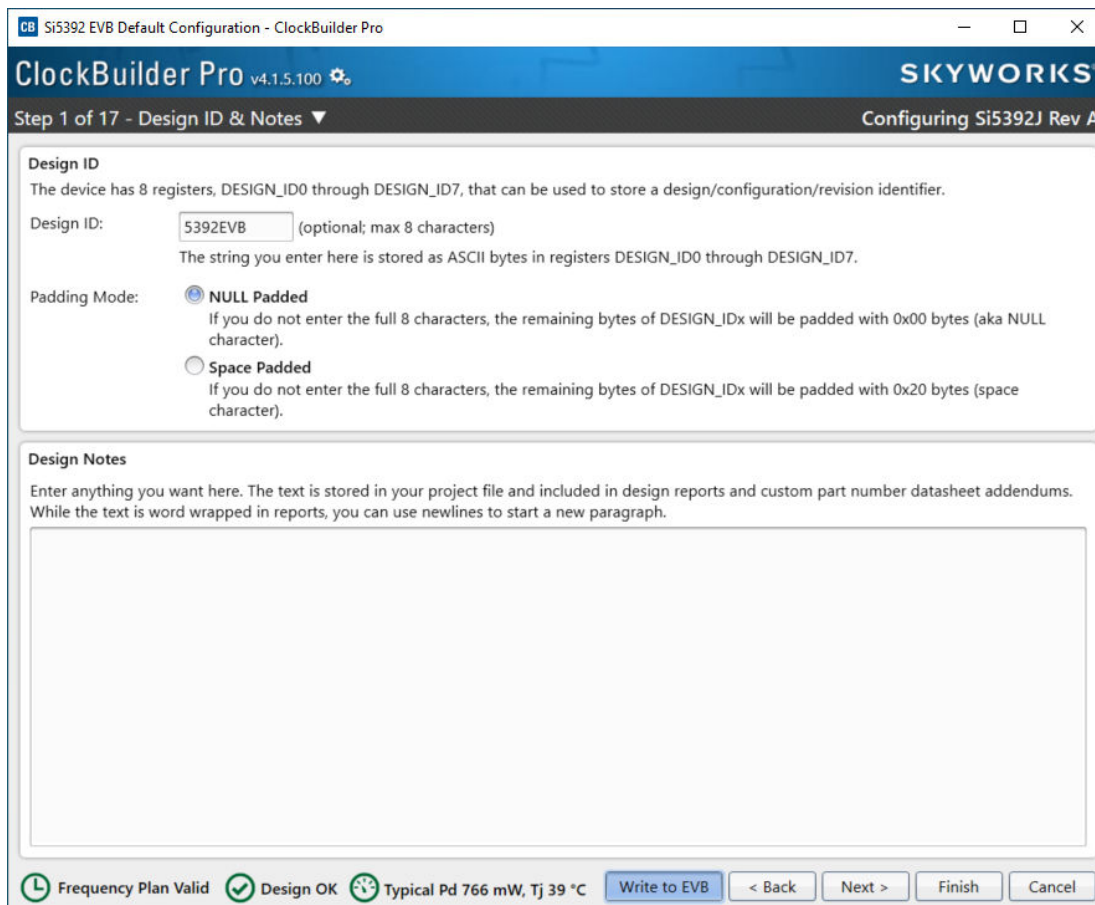 CB Si5392 EVB Default Configuration - ClockBuilder Pro
ClockBuilder Pro v4.1.5.100
SKYWORKS
Step 1 of 17 - Design ID & Notes ▼
Configuring Si5392J Rev A
Design ID
The device has 8 registers, DESIGN_ID0 through DESIGN_ID7, that can be used to store a design/configuration/revision identifier.
Design ID: 5392EVB (optional; max 8 characters)
The string you enter here is stored as ASCII bytes in registers DESIGN_ID0 through DESIGN_ID7.
Padding Mode: NULL Padded
If you do not enter the full 8 characters, the remaining bytes of DESIGN_IDx will be padded with 0x00 bytes (aka NULL
character).
Space Padded
If you do not enter the full 8 characters, the remaining bytes of DESIGN_IDx will be padded with 0x20 bytes (space
character).
Design Notes
Enter anything you want here. The text is stored in your project file and included in design reports and custom part number datasheet addendums.
While the text is word wrapped in reports, you can use newlines to start a new paragraph.
Frequency Plan Valid Design OK Typical Pd 766 mW, Tj 39 °C Write to EVB < Back Next > Finish Cancel